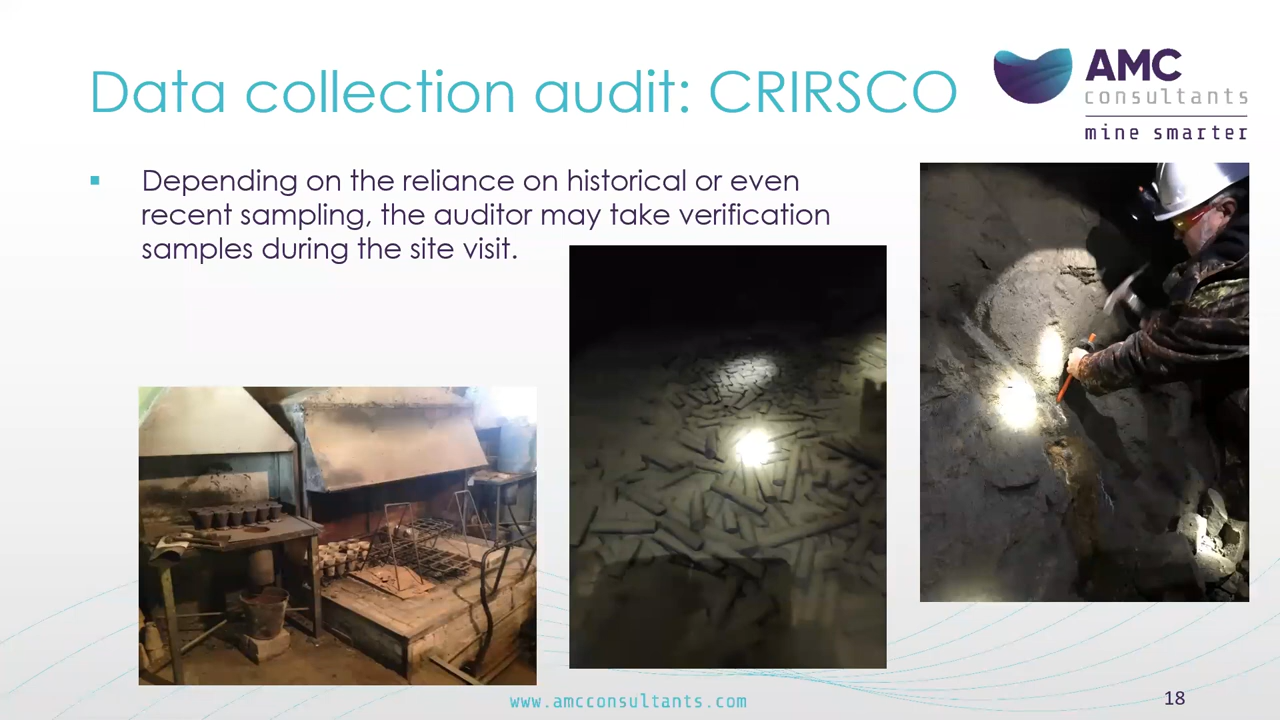 Data collection audit: CRIRSCO
AMC
consultants
mine smarter
▪ Depending on the reliance on historical or even
recent sampling, the auditor may take verification
samples during the site visit.
www.amcconsultants.com
18